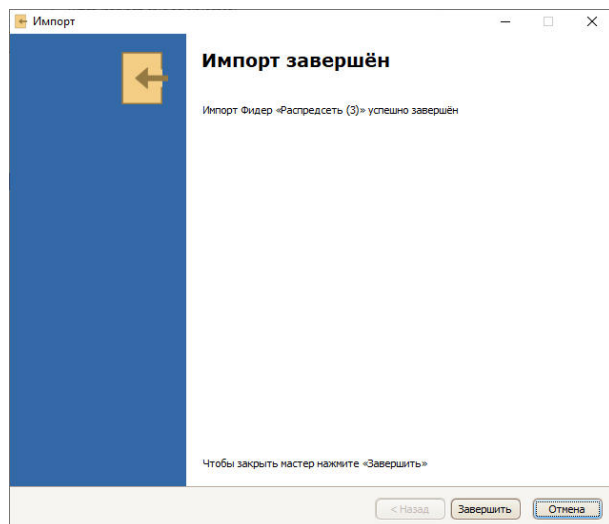 Импорт
Импорт завершён
Импорт Фидер «Распредсеть (3)» успешно завершён
Чтобы закрыть мастер нажмите «Завершить»
< Назад
Завершить
Отмена